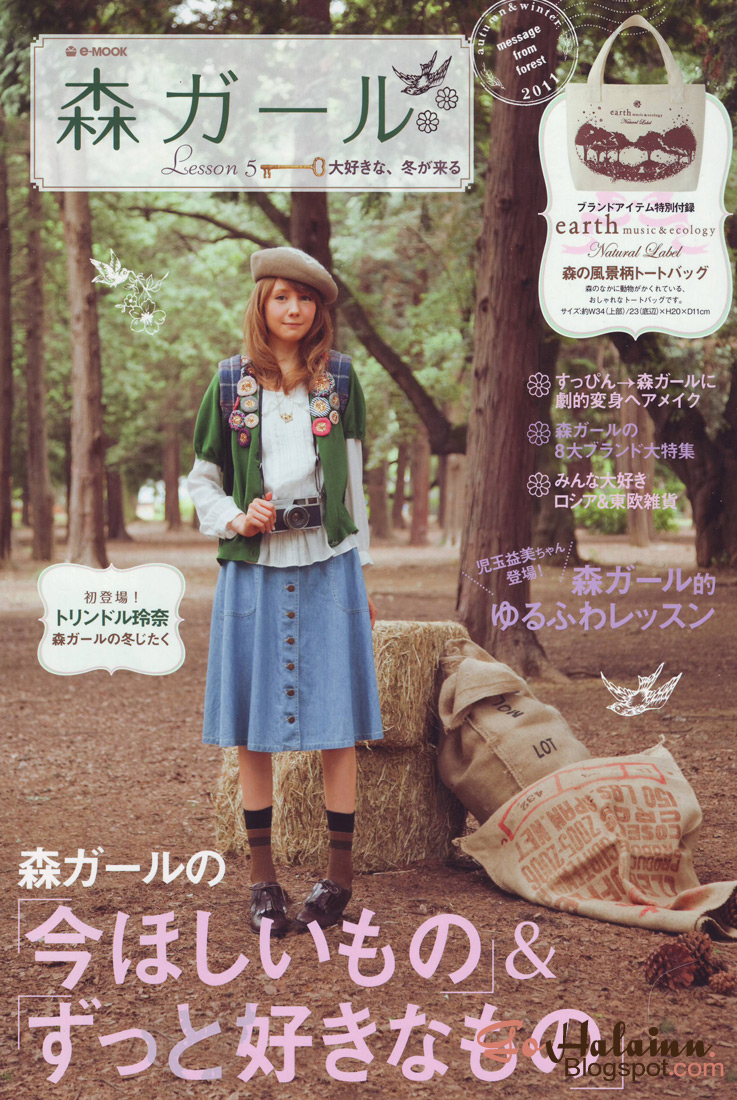 e-MOOK
森ガール
Lesson 5 大好きな、冬が来る
autumn & winter
message
from
forest
2011
earth music&ecology
Natural Label
ブランドアイテム特別付録
earth music & ecology
Natural Label
森の風景柄トートバッグ
森のなかに動物がかくれている、
おしゃれなトートバッグです。
サイズ:約W34(上部)/23(底辺)×H20×D11cm
すっぴん→森ガールに
劇的変身ヘアメイク
森ガールの
8大ブランド大特集
みんな大好き
ロシア&東欧雑貨
児玉益美ちゃん
登場!
森ガール的
ゆるふわレッスン
初登場!
トリンドル玲奈
森ガールの冬じたく
LOT
森ガールの
「今ほしいもの」&
「ずっと好きなもの」
Go,Halainn.
Blogspot.com